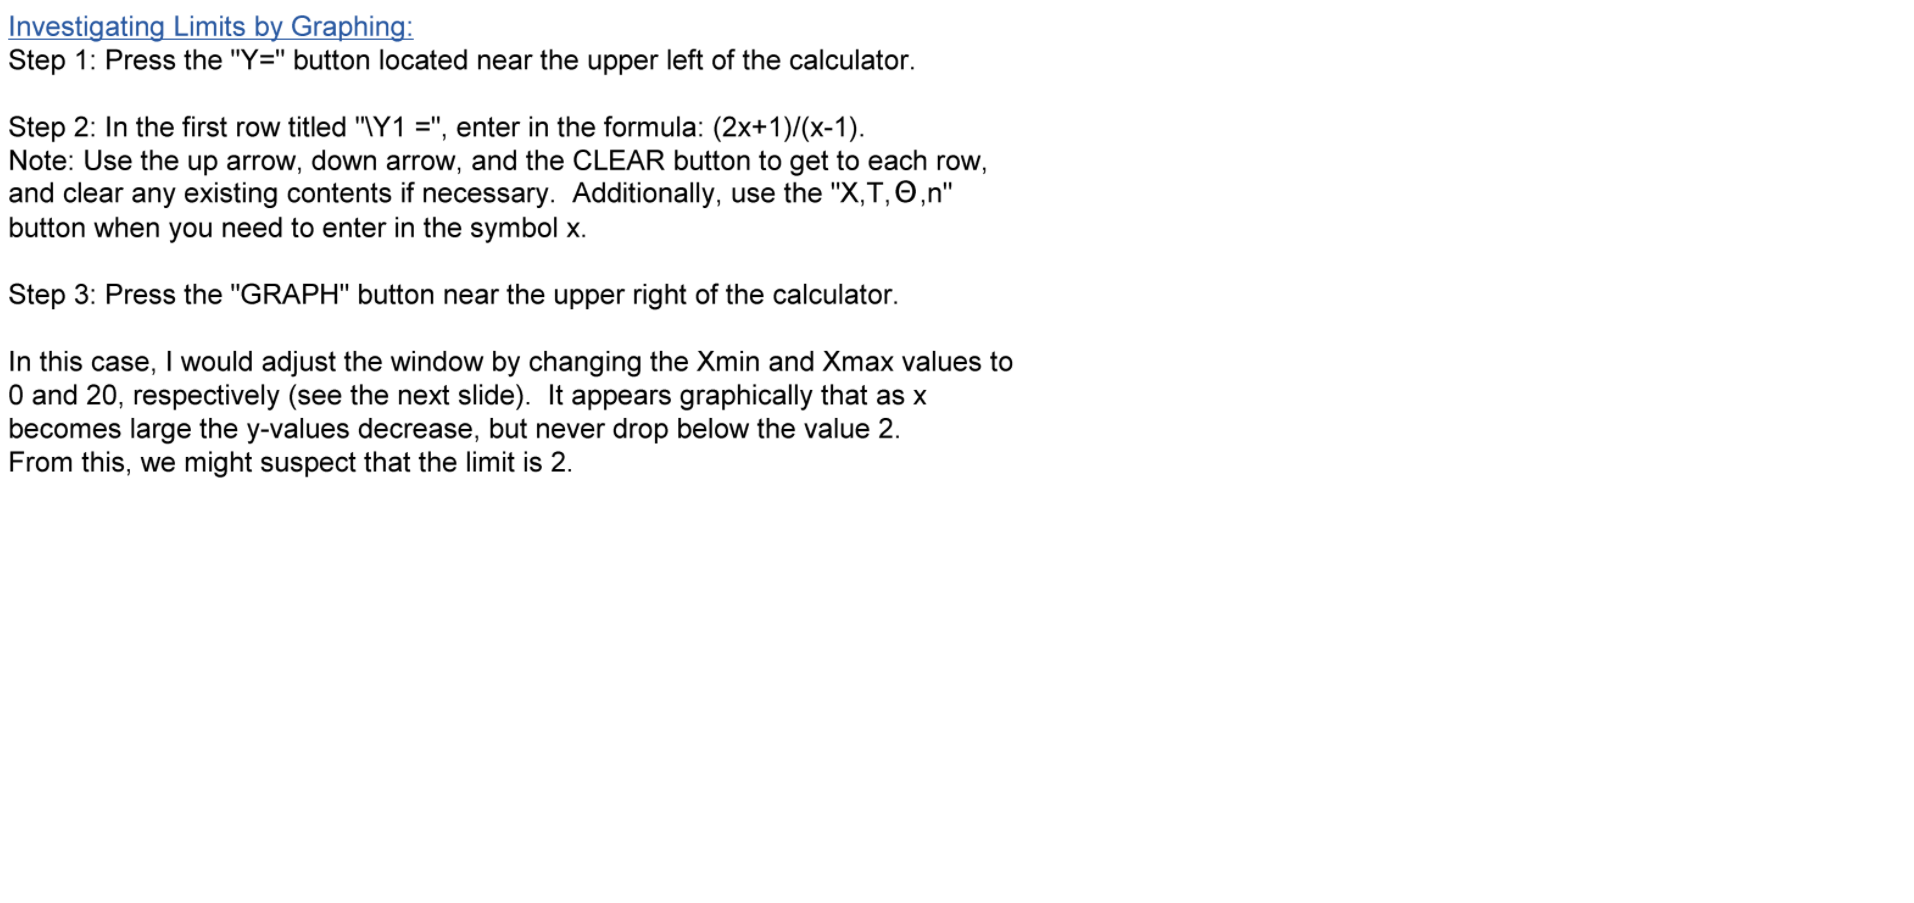 Investigating Limits by Graphing:
Step 1: Press the "Y=" button located near the upper left of the calculator.
Step 2: In the first row titled "\Y1 =", enter in the formula: (2x+1)/(x-1).
Note: Use the up arrow, down arrow, and the CLEAR button to get to each row,
and clear any existing contents if necessary.  Additionally, use the "X,T,Θ,n"
button when you need to enter in the symbol x.
Step 3: Press the "GRAPH" button near the upper right of the calculator.
In this case, I would adjust the window by changing the Xmin and Xmax values to
0 and 20, respectively (see the next slide).  It appears graphically that as x
becomes large the y-values decrease, but never drop below the value 2.
From this, we might suspect that the limit is 2.